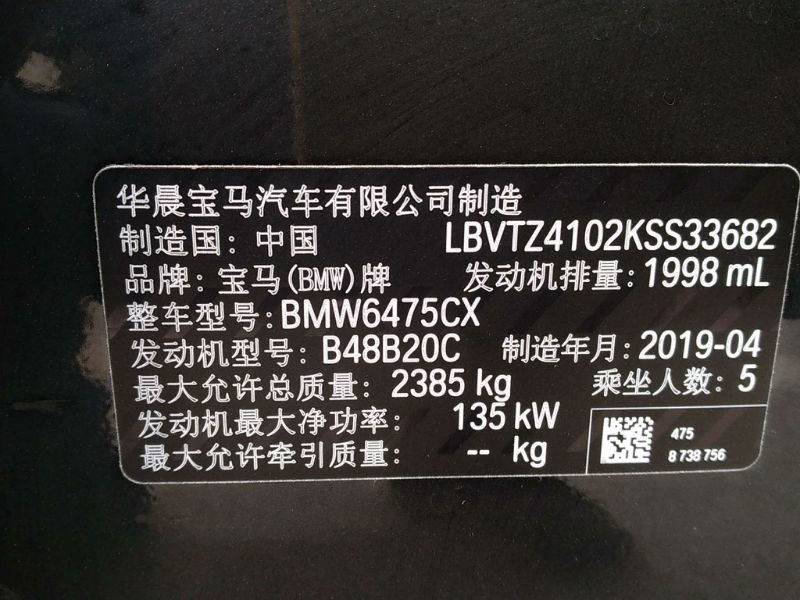 华晨宝马汽车有限公司制造
制造国：中国 LBVTZ4102KSS33682
品牌：宝马(BMW)牌 发动机排量：1998 mL
整车型号：BMW6475CX
发动机型号：B48B20C 制造年月：2019-04
最大允许总质量：2385 kg 乘坐人数：5
发动机最大净功率：135 kW
最大允许牵引质量：-- kg
475
8 738 756